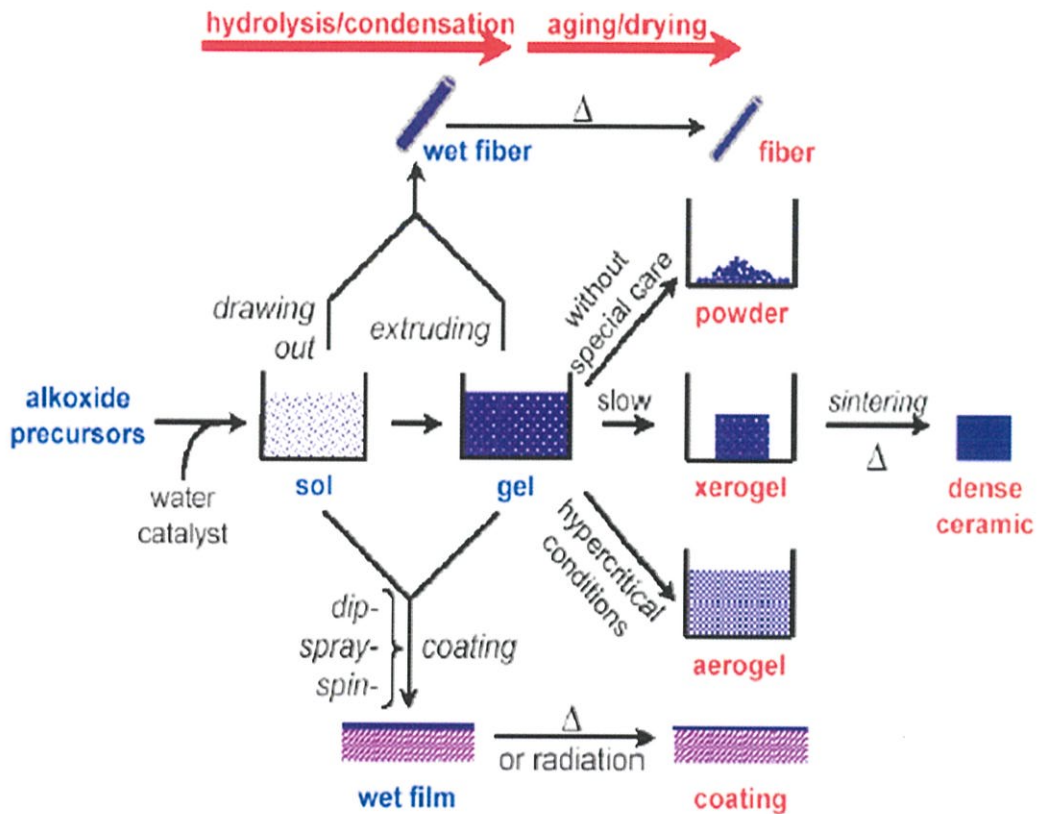 hydrolysis/condensation
aging/drying
Δ
wet fiber
fiber
drawing
out
extruding
without
special care
powder
alkoxide
precursors
water
catalyst
sol
gel
slow
xerogel
sintering
Δ
dense
ceramic
hypercritical
conditions
aerogel
dip-
spray-
spin-
coating
Δ
or radiation
wet film
coating